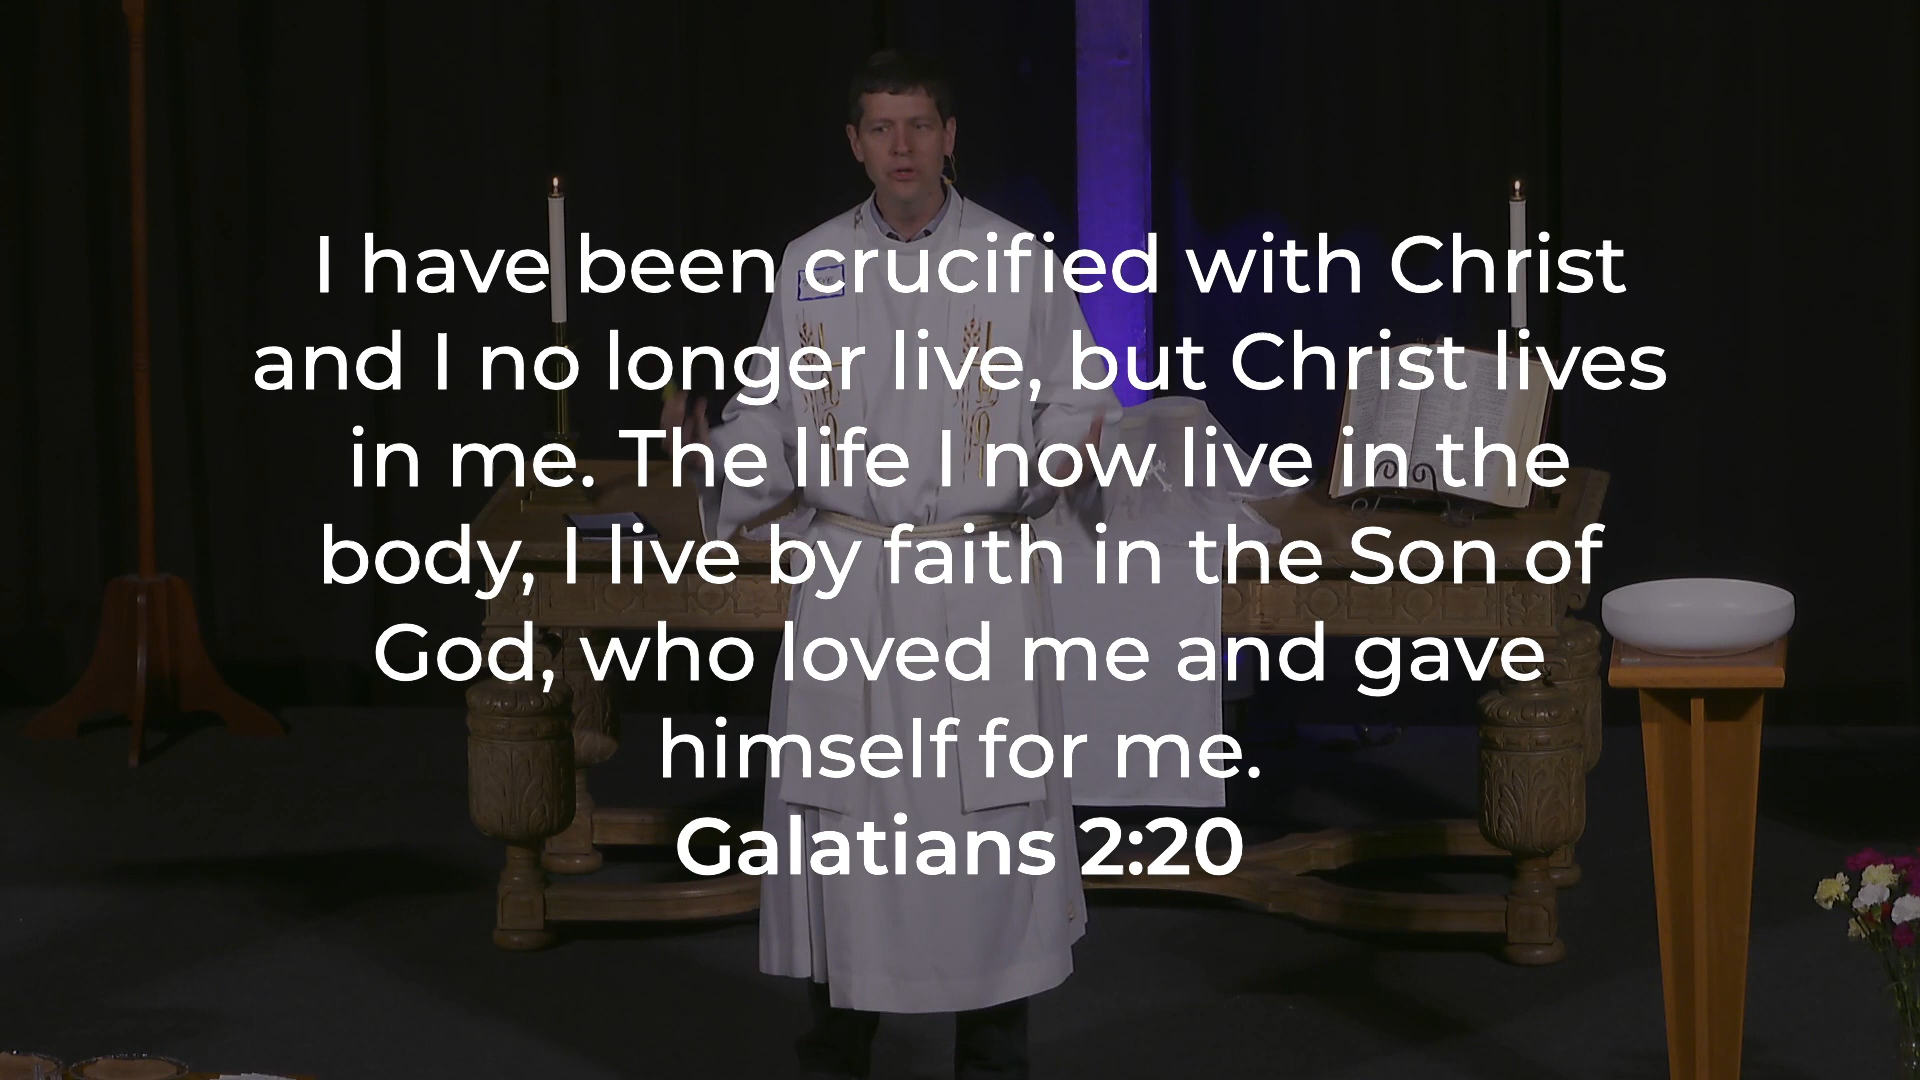 I have been crucified with Christ
and I no longer live, but Christ lives
in me. The life I now live in the
body, I live by faith in the Son of
God, who loved me and gave
himself for me.
Galatians 2:20